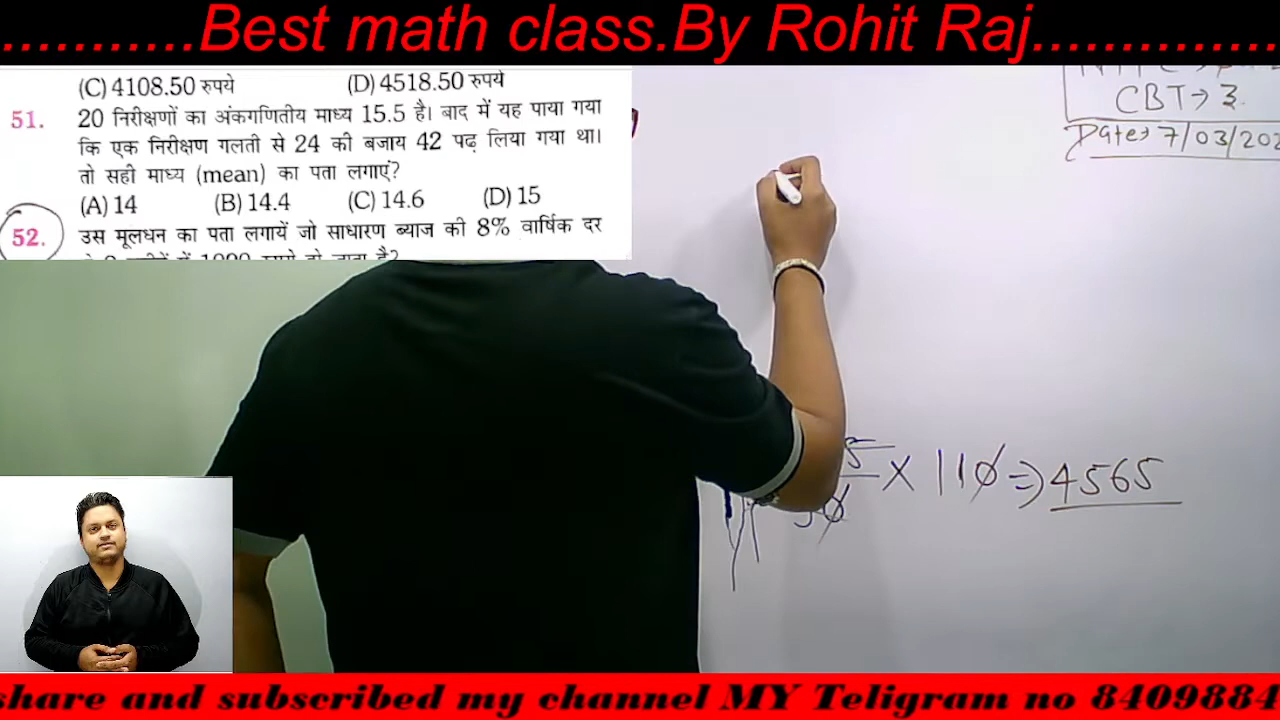 ...........Best math class.By Rohit Raj..............
(C) 4108.50 रुपये (D) 4518.50 रुपये
51. 20 निरीक्षणों का अंकगणितीय माध्य 15.5 है। बाद में यह पाया गया
कि एक निरीक्षण गलती से 24 की बजाय 42 पढ़ लिया गया था।
तो सही माध्य (mean) का पता लगाएं?
(A) 14 (B) 14.4 (C) 14.6 (D) 15
52. उस मूलधन का पता लगायें जो साधारण ब्याज की 8% वार्षिक दर
CBT→ 3
Date→ 7/03/202
5 x 110 => 4565
share and subscribed my channel MY Teligram no 8409884